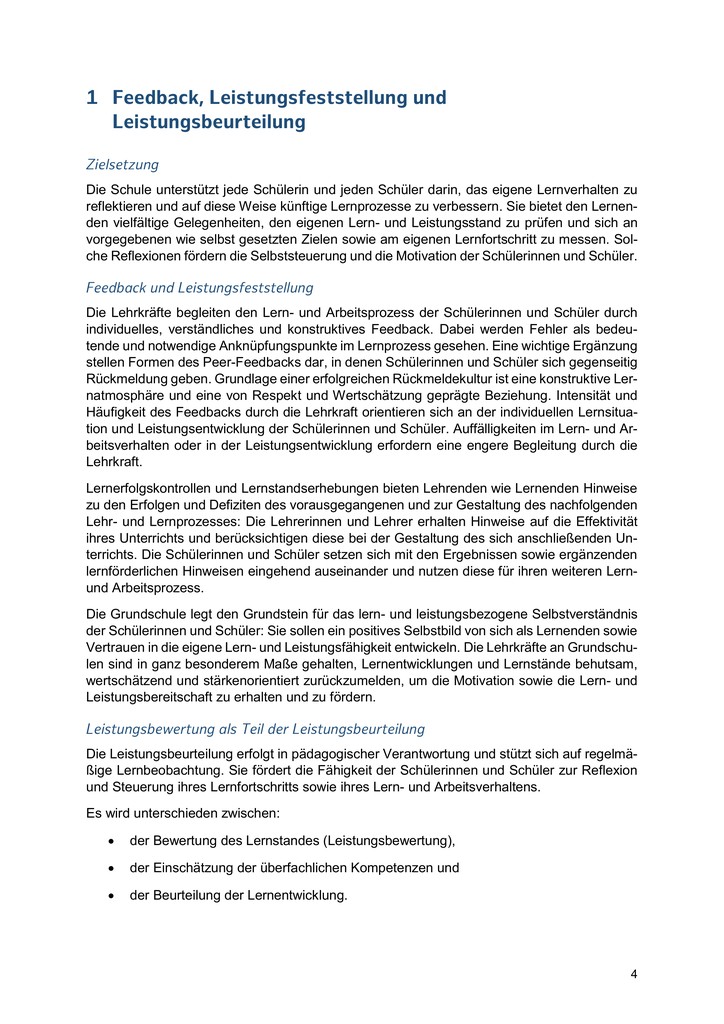 1 Feedback, Leistungsfeststellung und
Leistungsbeurteilung
Zielsetzung
Die Schule unterstützt jede Schülerin und jeden Schüler darin, das eigene Lernverhalten zu
reflektieren und auf diese Weise künftige Lernprozesse zu verbessern. Sie bietet den Lernen-
den vielfältige Gelegenheiten, den eigenen Lern- und Leistungsstand zu prüfen und sich an
vorgegebenen wie selbst gesetzten Zielen sowie am eigenen Lernfortschritt zu messen. Sol-
che Reflexionen fördern die Selbststeuerung und die Motivation der Schülerinnen und Schüler.
Feedback und Leistungsfeststellung
Die Lehrkräfte begleiten den Lern- und Arbeitsprozess der Schülerinnen und Schüler durch
individuelles, verständliches und konstruktives Feedback. Dabei werden Fehler als bedeu-
tende und notwendige Anknüpfungspunkte im Lernprozess gesehen. Eine wichtige Ergänzung
stellen Formen des Peer-Feedbacks dar, in denen Schülerinnen und Schüler sich gegenseitig
Rückmeldung geben. Grundlage einer erfolgreichen Rückmeldekultur ist eine konstruktive Ler-
natmosphäre und eine von Respekt und Wertschätzung geprägte Beziehung. Intensität und
Häufigkeit des Feedbacks durch die Lehrkraft orientieren sich an der individuellen Lernsitua-
tion und Leistungsentwicklung der Schülerinnen und Schüler. Auffälligkeiten im Lern- und Ar-
beitsverhalten oder in der Leistungsentwicklung erfordern eine engere Begleitung durch die
Lehrkraft.
Lernerfolgskontrollen und Lernstandserhebungen bieten Lehrenden wie Lernenden Hinweise
zu den Erfolgen und Defiziten des vorausgegangenen und zur Gestaltung des nachfolgenden
Lehr- und Lernprozesses: Die Lehrerinnen und Lehrer erhalten Hinweise auf die Effektivität
ihres Unterrichts und berücksichtigen diese bei der Gestaltung des sich anschließenden Un-
terrichts. Die Schülerinnen und Schüler setzen sich mit den Ergebnissen sowie ergänzenden
lernförderlichen Hinweisen eingehend auseinander und nutzen diese für ihren weiteren Lern-
und Arbeitsprozess.
Die Grundschule legt den Grundstein für das lern- und leistungsbezogene Selbstverständnis
der Schülerinnen und Schüler: Sie sollen ein positives Selbstbild von sich als Lernenden sowie
Vertrauen in die eigene Lern- und Leistungsfähigkeit entwickeln. Die Lehrkräfte an Grundschu-
len sind in ganz besonderem Maße gehalten, Lernentwicklungen und Lernstände behutsam,
wertschätzend und stärkenorientiert zurückzumelden, um die Motivation sowie die Lern- und
Leistungsbereitschaft zu erhalten und zu fördern.
Leistungsbewertung als Teil der Leistungsbeurteilung
Die Leistungsbeurteilung erfolgt in pädagogischer Verantwortung und stützt sich auf regelmä-
ßige Lernbeobachtung. Sie fördert die Fähigkeit der Schülerinnen und Schüler zur Reflexion
und Steuerung ihres Lernfortschritts sowie ihres Lern- und Arbeitsverhaltens.
Es wird unterschieden zwischen:
• der Bewertung des Lernstandes (Leistungsbewertung),
• der Einschätzung der überfachlichen Kompetenzen und
• der Beurteilung der Lernentwicklung.
4